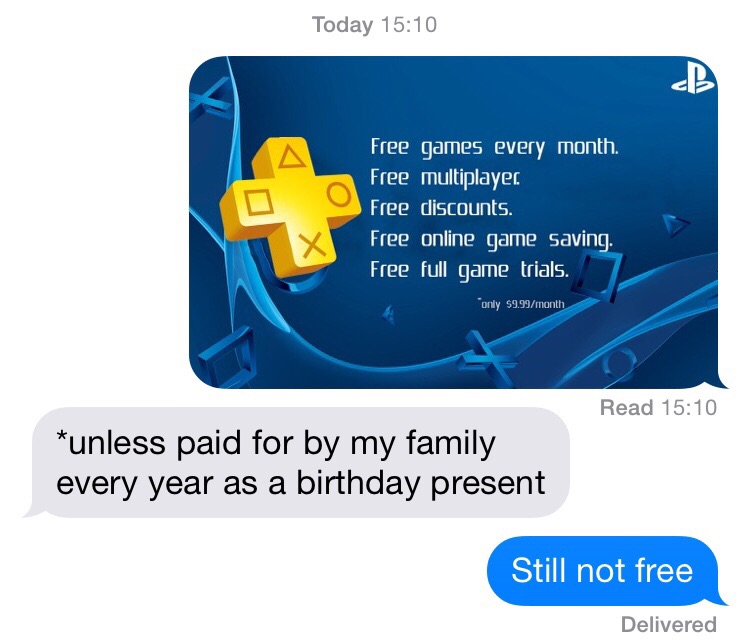 Today 15:10
Free games every month.
Free multiplayer.
Free discounts.
Free online game saving.
Free full game trials.
*only $9.99/month
Read 15:10
*unless paid for by my family
every year as a birthday present
Still not free
Delivered